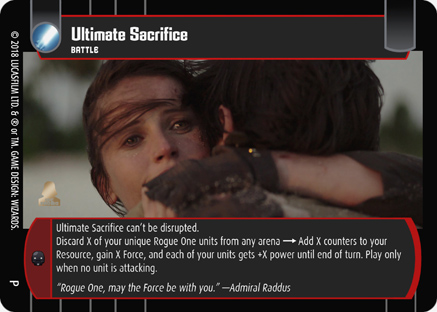 Ultimate Sacrifice
BATTLE
© 2018 LUCASFILM LTD. & ® or TM. GAME DESIGN: WIZARDS.
Ultimate Sacrifice can't be disrupted.
Discard X of your unique Rogue One units from any arena → Add X counters to your
Resource, gain X Force, and each of your units gets +X power until end of turn. Play only
when no unit is attacking.
"Rogue One, may the Force be with you." —Admiral Raddus
P